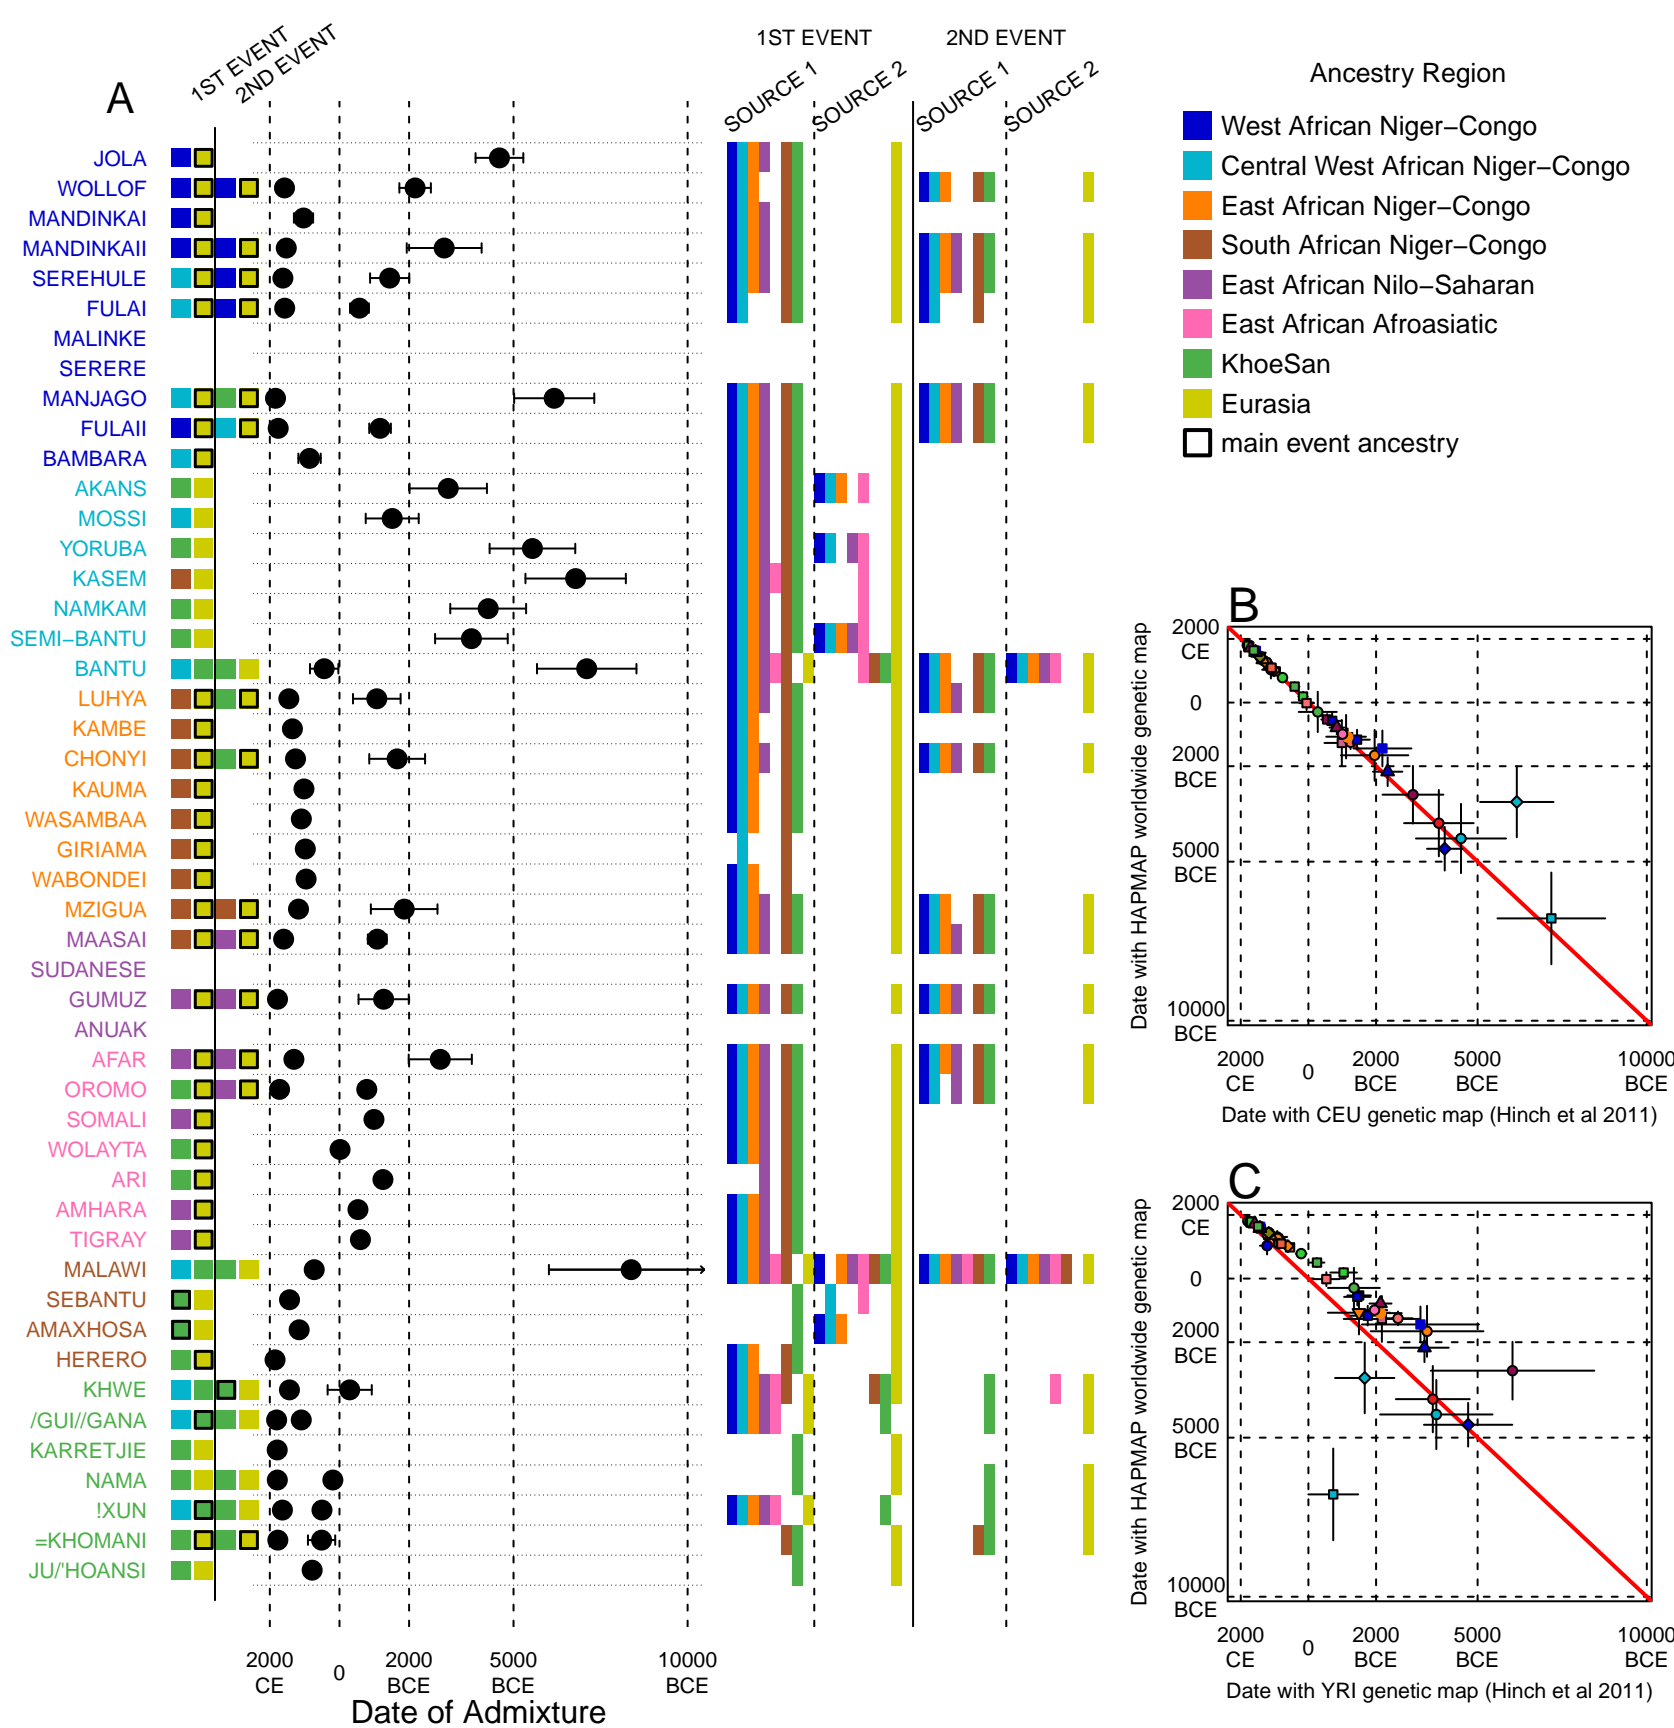 A
1ST EVENT
2ND EVENT
JOLA
WOLLOF
MANDINKAI
MANDINKAII
SEREHULE
FULAI
MALINKE
SERERE
MANJAGO
FULAII
BAMBARA
AKANS
MOSSI
YORUBA
KASEM
NAMKAM
SEMI−BANTU
BANTU
LUHYA
KAMBE
CHONYI
KAUMA
WASAMBAA
GIRIAMA
WABONDEI
MZIGUA
MAASAI
SUDANESE
GUMUZ
ANUAK
AFAR
OROMO
SOMALI
WOLAYTA
ARI
AMHARA
TIGRAY
MALAWI
SEBANTU
AMAXHOSA
HERERO
KHWE
/GUI//GANA
KARRETJIE
NAMA
!XUN
=KHOMANI
JU/'HOANSI
2000 CE
0
2000 BCE
5000 BCE
10000 BCE
Date of Admixture
1ST EVENT
2ND EVENT
SOURCE 1
SOURCE 2
SOURCE 1
SOURCE 2
Ancestry Region
West African Niger−Congo
Central West African Niger−Congo
East African Niger−Congo
South African Niger−Congo
East African Nilo−Saharan
East African Afroasiatic
KhoeSan
Eurasia
main event ancestry
B
Date with HAPMAP worldwide genetic map
2000 CE
0
2000 BCE
5000 BCE
10000 BCE
2000 CE
0
2000 BCE
5000 BCE
10000 BCE
Date with CEU genetic map (Hinch et al 2011)
C
Date with HAPMAP worldwide genetic map
2000 CE
0
2000 BCE
5000 BCE
10000 BCE
2000 CE
0
2000 BCE
5000 BCE
10000 BCE
Date with YRI genetic map (Hinch et al 2011)